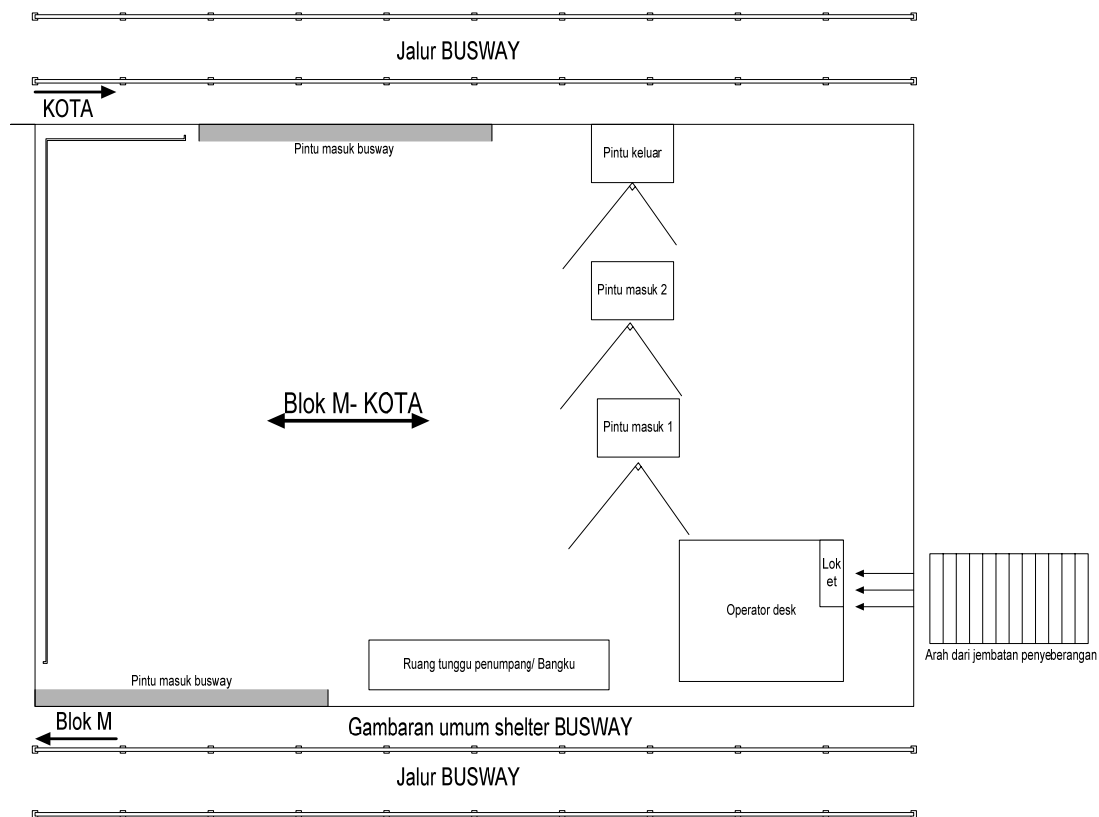 Jalur BUSWAY
KOTA
Pintu masuk busway
Pintu keluar
Pintu masuk 2
Blok M- KOTA
Pintu masuk 1
Lok
et
Operator desk
Arah dari jembatan penyeberangan
Ruang tunggu penumpang/ Bangku
Pintu masuk busway
Blok M
Gambaran umum shelter BUSWAY
Jalur BUSWAY